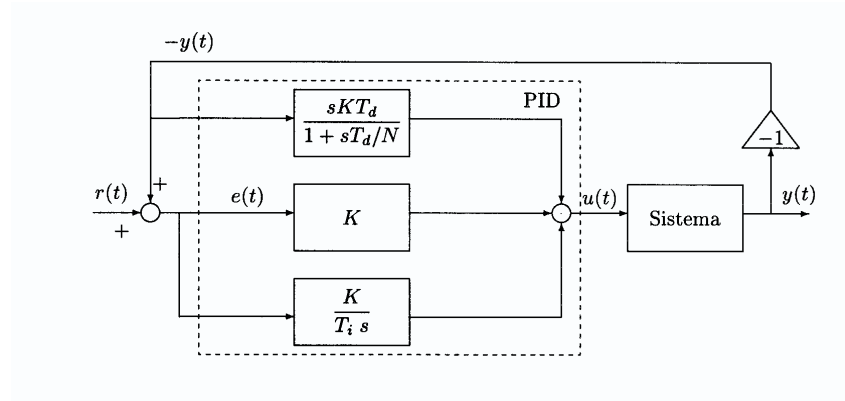 −y(t)
PID
sKT_d
1 + sT_d/N
−1
r(t)
+
+
e(t)
K
u(t)
Sistema
y(t)
K
T_i s